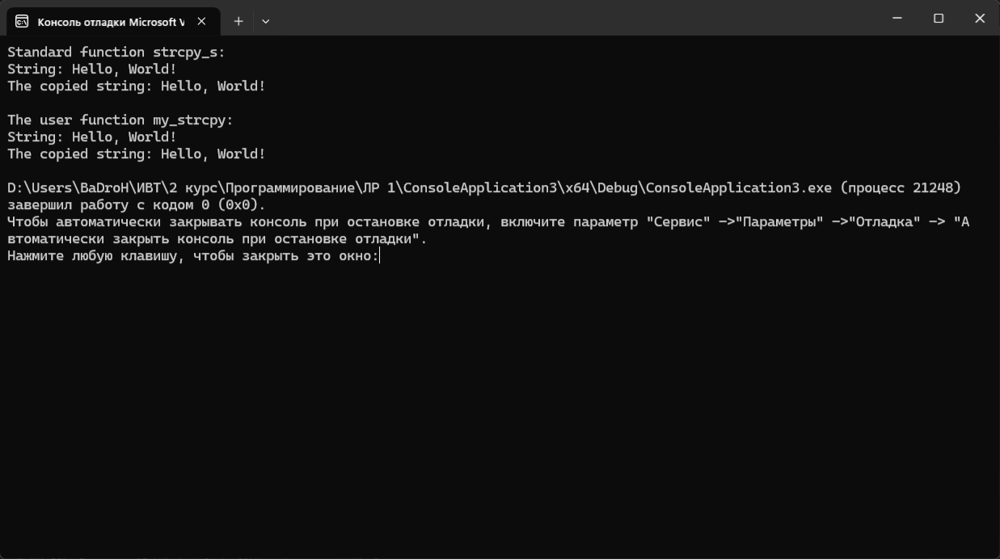 Консоль отладки Microsoft V
Standard function strcpy_s:
String: Hello, World!
The copied string: Hello, World!
The user function my_strcpy:
String: Hello, World!
The copied string: Hello, World!
D:\Users\BaDroH\ИВТ\2 курс\Программирование\ЛР 1\ConsoleApplication3\x64\Debug\ConsoleApplication3.exe (процесс 21248)
завершил работу с кодом 0 (0x0).
Чтобы автоматически закрывать консоль при остановке отладки, включите параметр "Сервис" ->"Параметры" ->"Отладка" -> "А
втоматически закрыть консоль при остановке отладки".
Нажмите любую клавишу, чтобы закрыть это окно: